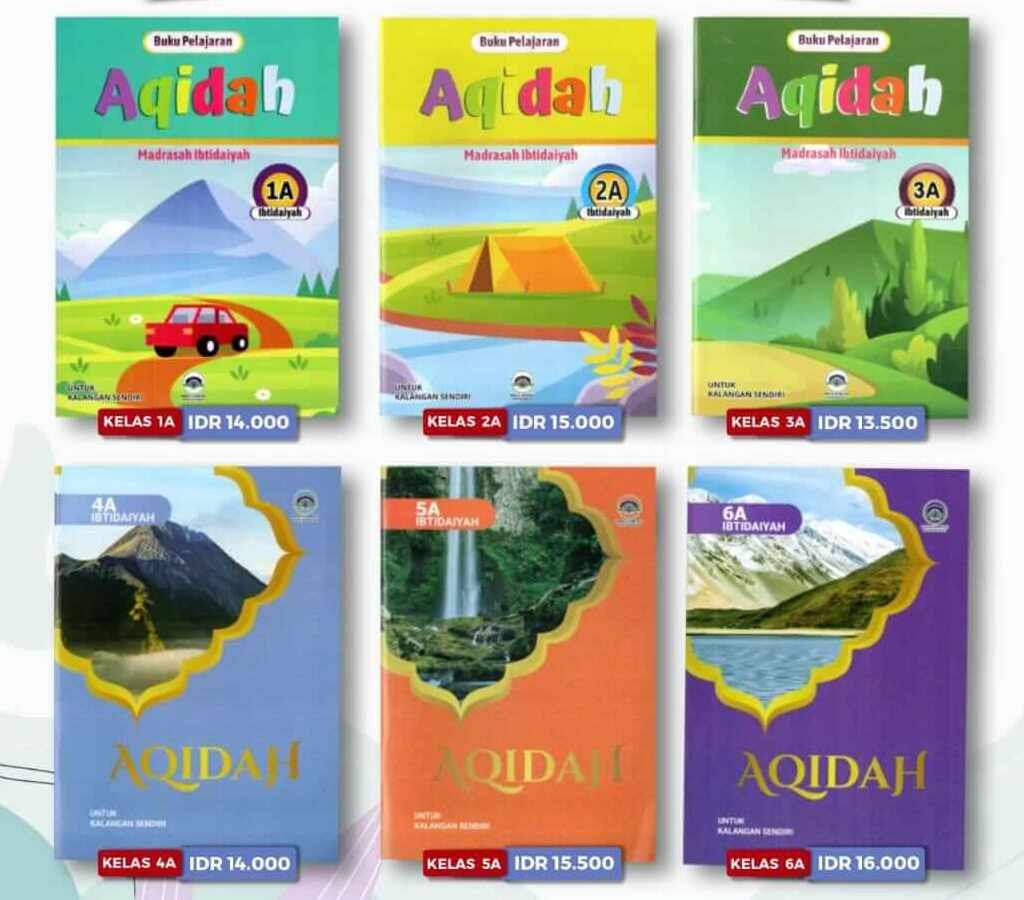 Buku Pelajaran
Aqidah
Madrasah Ibtidaiyah
1A
Ibtidaiyah
UNTUK
KALANGAN SENDIRI
KELAS 1A IDR 14.000
Buku Pelajaran
Aqidah
Madrasah Ibtidaiyah
2A
Ibtidaiyah
UNTUK
KALANGAN SENDIRI
KELAS 2A IDR 15.000
Buku Pelajaran
Aqidah
Madrasah Ibtidaiyah
3A
Ibtidaiyah
UNTUK
KALANGAN SENDIRI
KELAS 3A IDR 13.500
4A
IBTIDAIYAH
AQIDAH
UNTUK
KALANGAN SENDIRI
KELAS 4A IDR 14.000
5A
IBTIDAIYAH
AQIDAH
UNTUK
KALANGAN SENDIRI
KELAS 5A IDR 15.500
6A
IBTIDAIYAH
AQIDAH
UNTUK
KALANGAN SENDIRI
KELAS 6A IDR 16.000